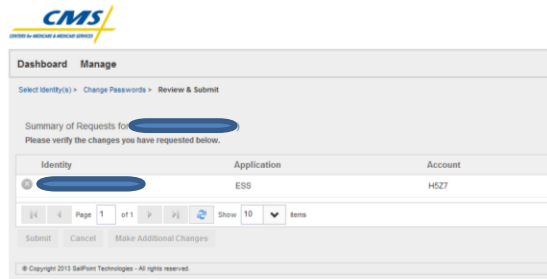 CMS
CENTERS for MEDICARE & MEDICAID SERVICES
Dashboard Manage
Select Identity(s) > Change Passwords > Review & Submit
Summary of Requests for
Please verify the changes you have requested below.
Identity Application Account
ESS H5Z7
Page 1 of 1 Show 10 items
Submit Cancel Make Additional Changes
© Copyright 2013 SailPoint Technologies - All rights reserved.